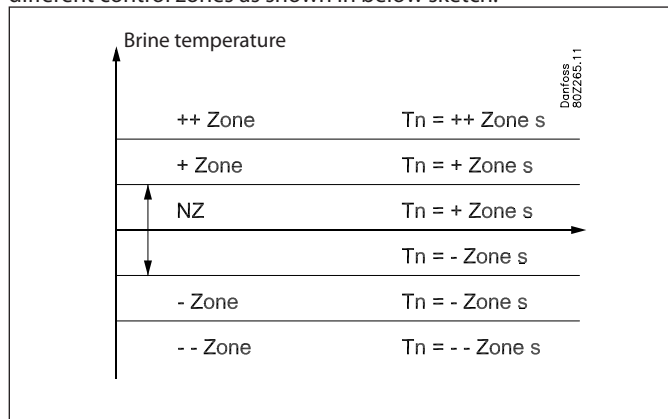 different control zones as shown in below sketch.
Brine temperature
Danfoss
80Z265.11
++ Zone Tn = ++ Zone s
+ Zone Tn = + Zone s
NZ Tn = + Zone s
Tn = - Zone s
- Zone Tn = - Zone s
- - Zone Tn = - - Zone s